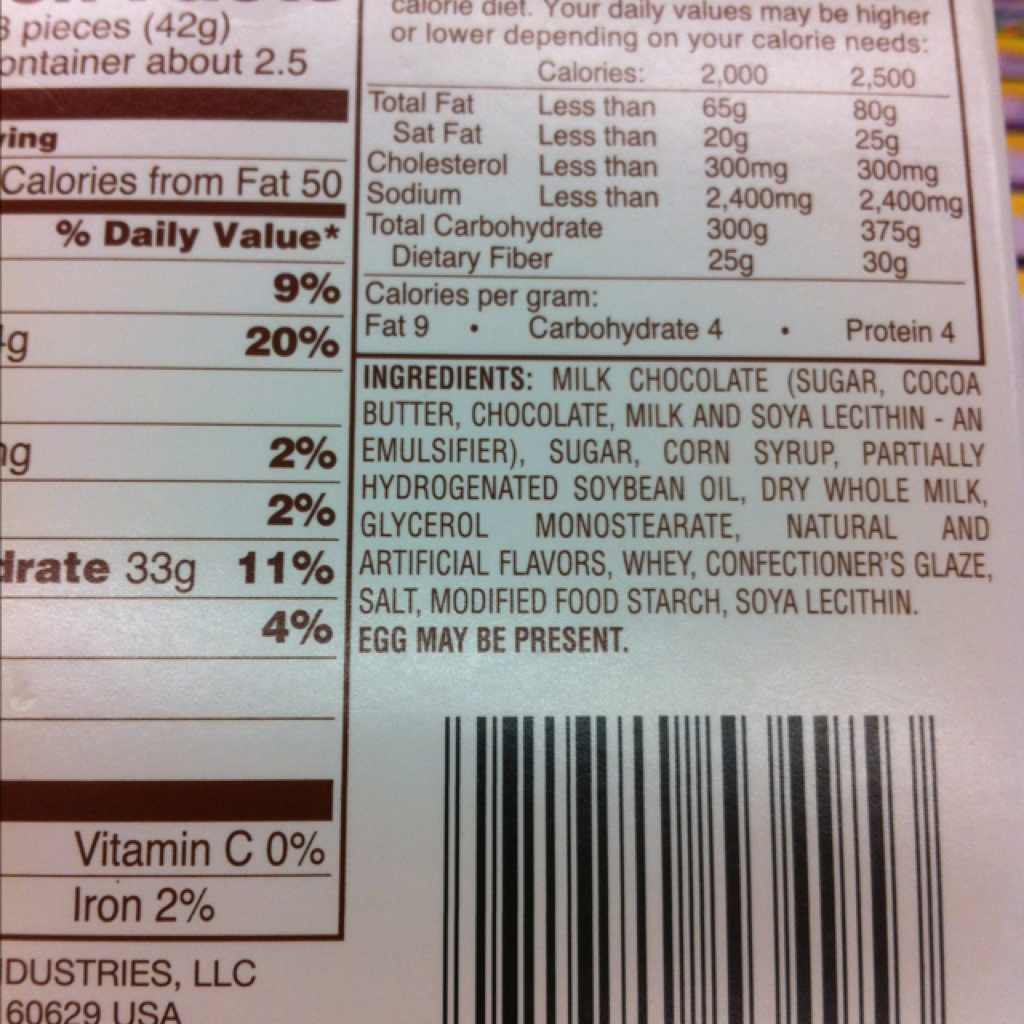 3 pieces (42g)
ontainer about 2.5
ving
Calories from Fat 50
% Daily Value*
9%
4g 20%
ng 2%
2%
drate 33g 11%
4%
Vitamin C 0%
Iron 2%
DUSTRIES, LLC
60629 USA
calorie diet. Your daily values may be higher
or lower depending on your calorie needs:
Calories: 2,000 2,500
Total Fat Less than 65g 80g
Sat Fat Less than 20g 25g
Cholesterol Less than 300mg 300mg
Sodium Less than 2,400mg 2,400mg
Total Carbohydrate 300g 375g
Dietary Fiber 25g 30g
Calories per gram:
Fat 9 • Carbohydrate 4 • Protein 4
INGREDIENTS: MILK CHOCOLATE (SUGAR, COCOA
BUTTER, CHOCOLATE, MILK AND SOYA LECITHIN - AN
EMULSIFIER), SUGAR, CORN SYRUP, PARTIALLY
HYDROGENATED SOYBEAN OIL, DRY WHOLE MILK,
GLYCEROL MONOSTEARATE, NATURAL AND
ARTIFICIAL FLAVORS, WHEY, CONFECTIONER'S GLAZE,
SALT, MODIFIED FOOD STARCH, SOYA LECITHIN.
EGG MAY BE PRESENT.